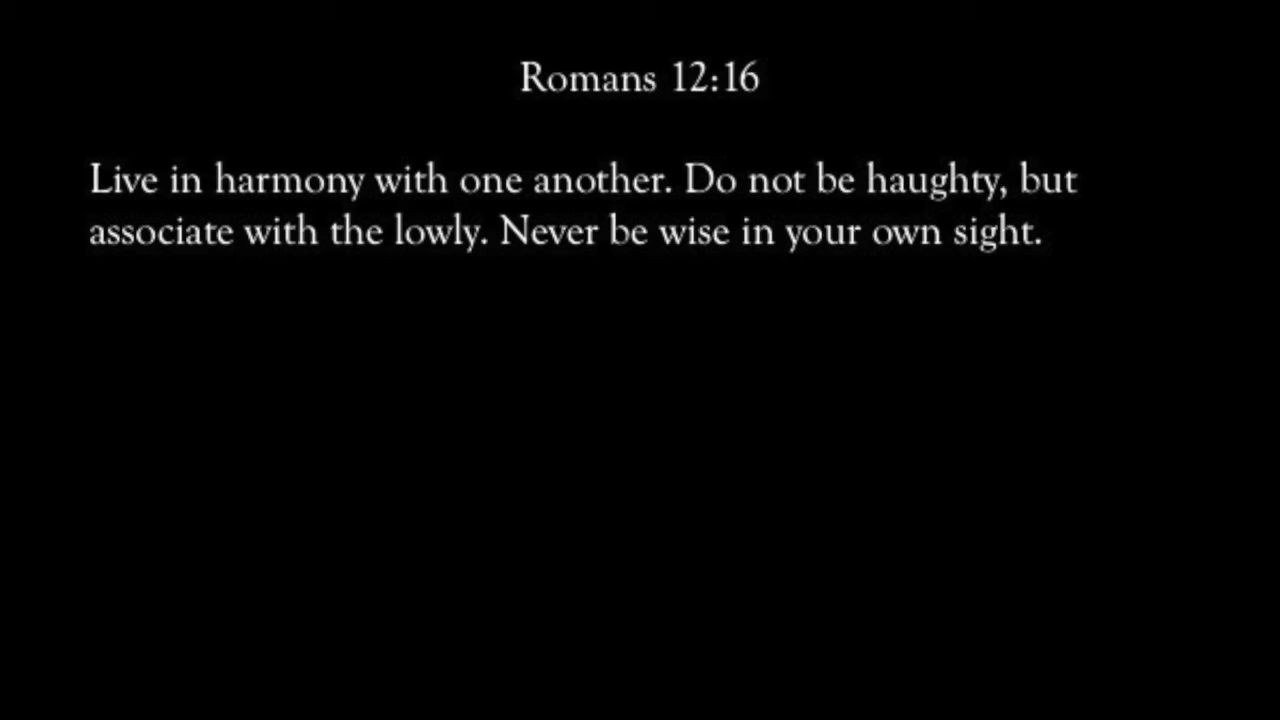 Romans 12:16
Live in harmony with one another. Do not be haughty, but
associate with the lowly. Never be wise in your own sight.